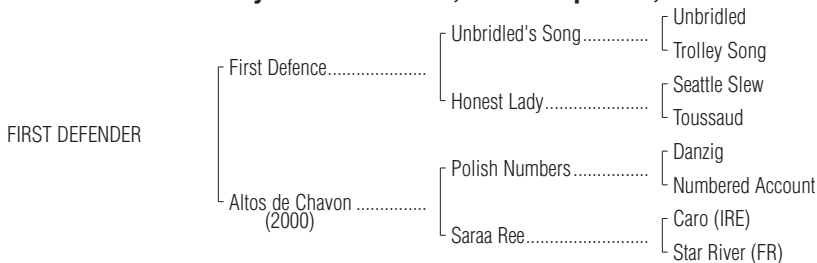 Unbridled
Unbridled's Song..............
Trolley Song
First Defence.....................
Seattle Slew
Honest Lady......................
Toussaud
FIRST DEFENDER
Danzig
Polish Numbers................
Numbered Account
Altos de Chavon ...............
(2000)
Caro (IRE)
Saraa Ree.........................
Star River (FR)